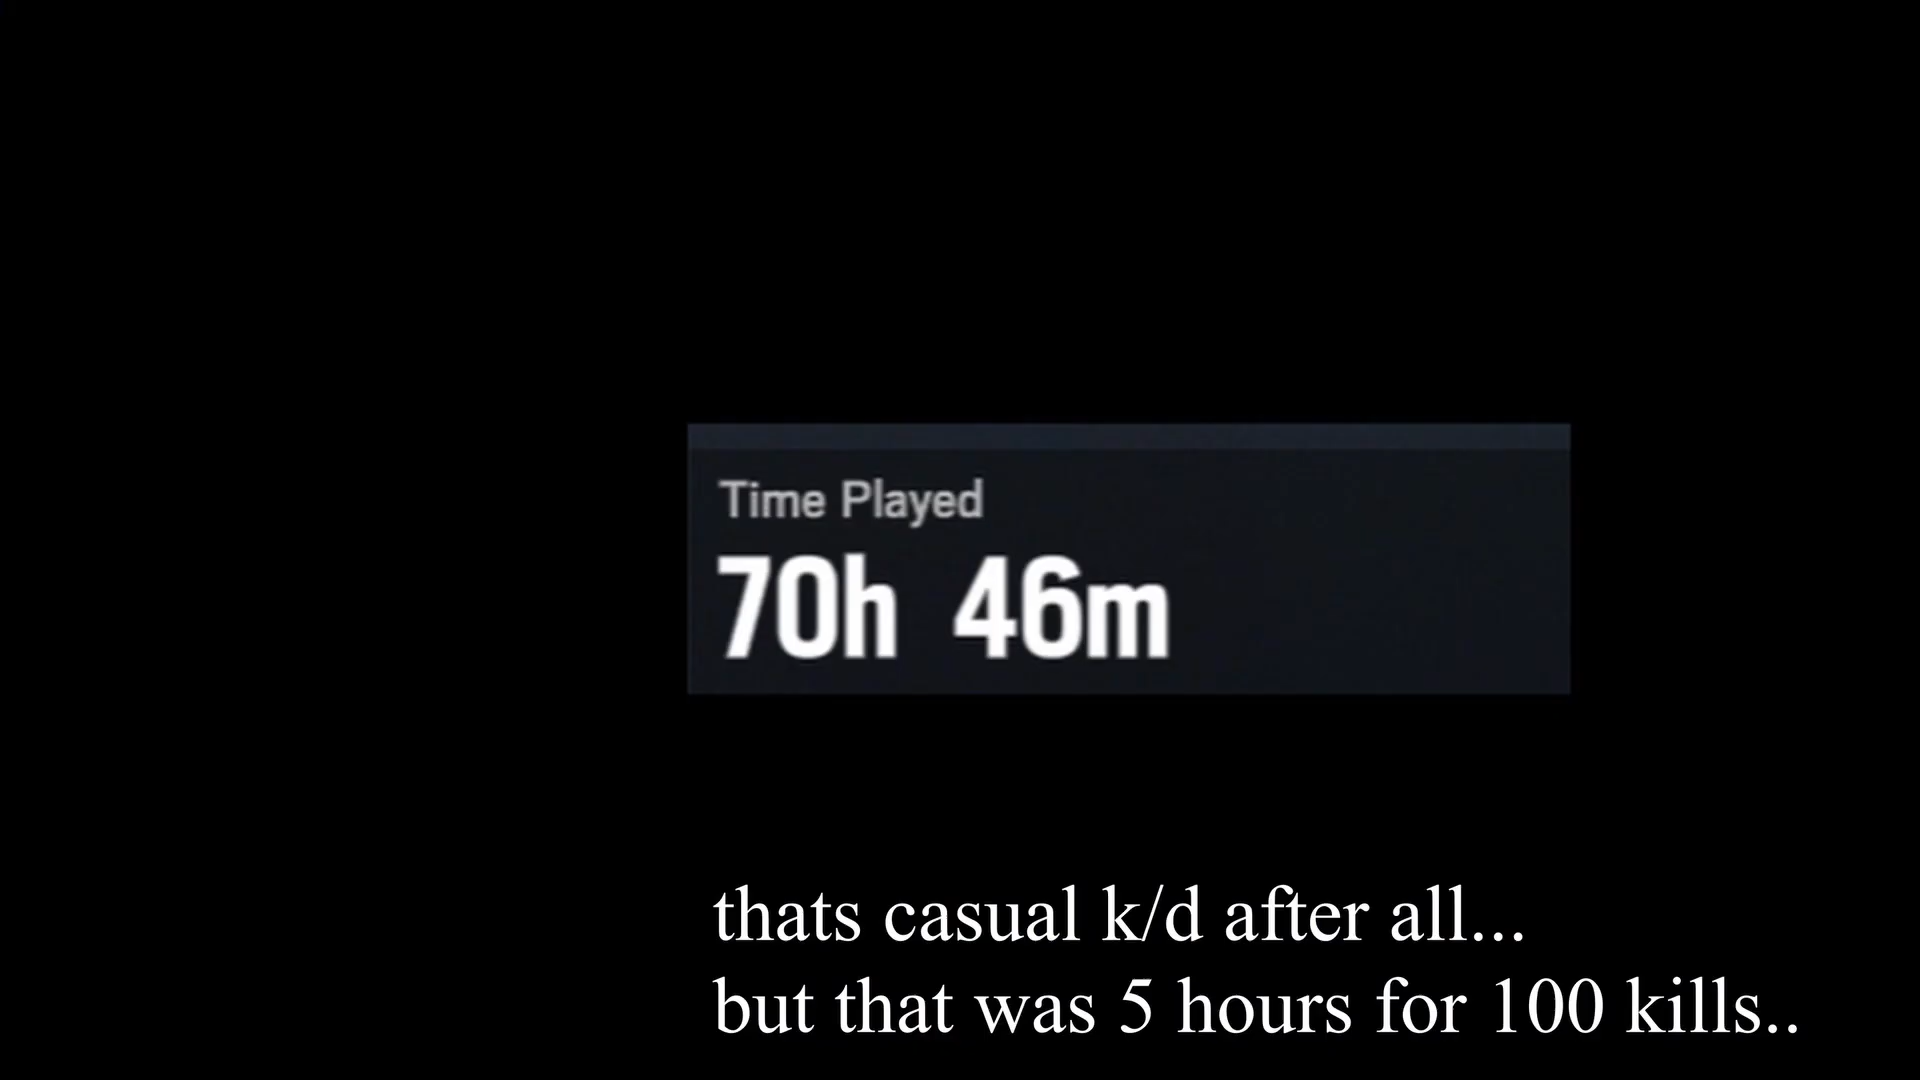 Time Played
70h 46m
thats casual k/d after all...
but that was 5 hours for 100 kills..